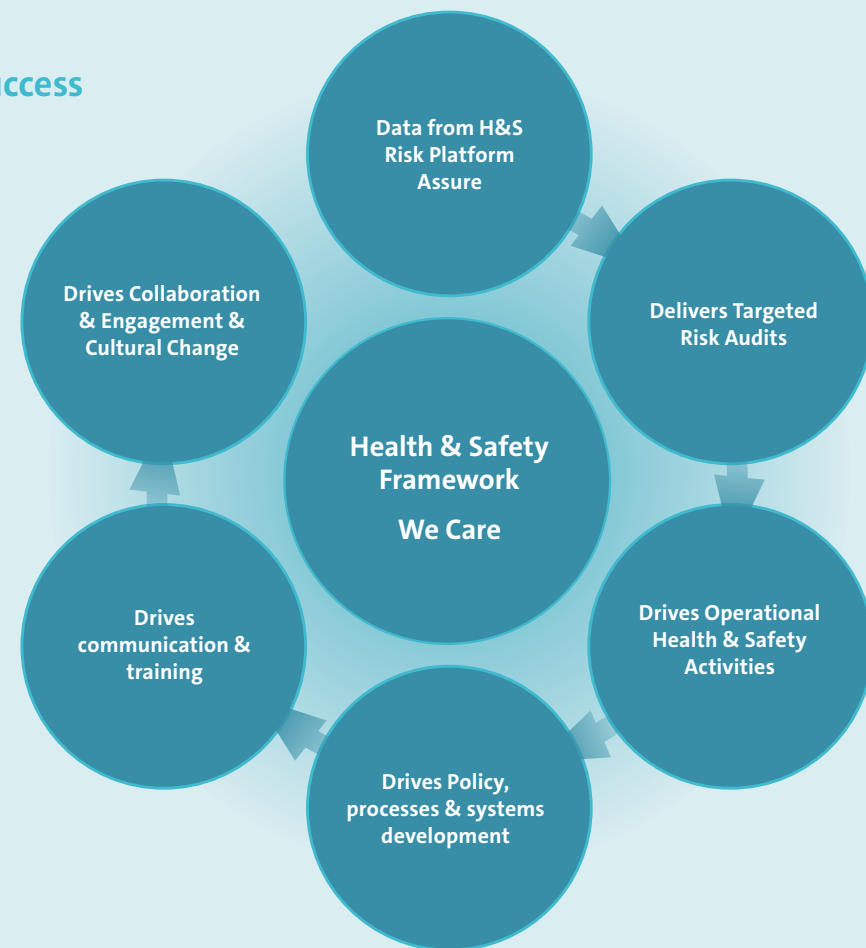 Data from H&S
Risk Platform
Assure
Delivers Targeted
Risk Audits
Drives Operational
Health & Safety
Activities
Drives Policy,
processes & systems
development
Drives
communication &
training
Drives Collaboration
& Engagement &
Cultural Change
Health & Safety
Framework
We Care